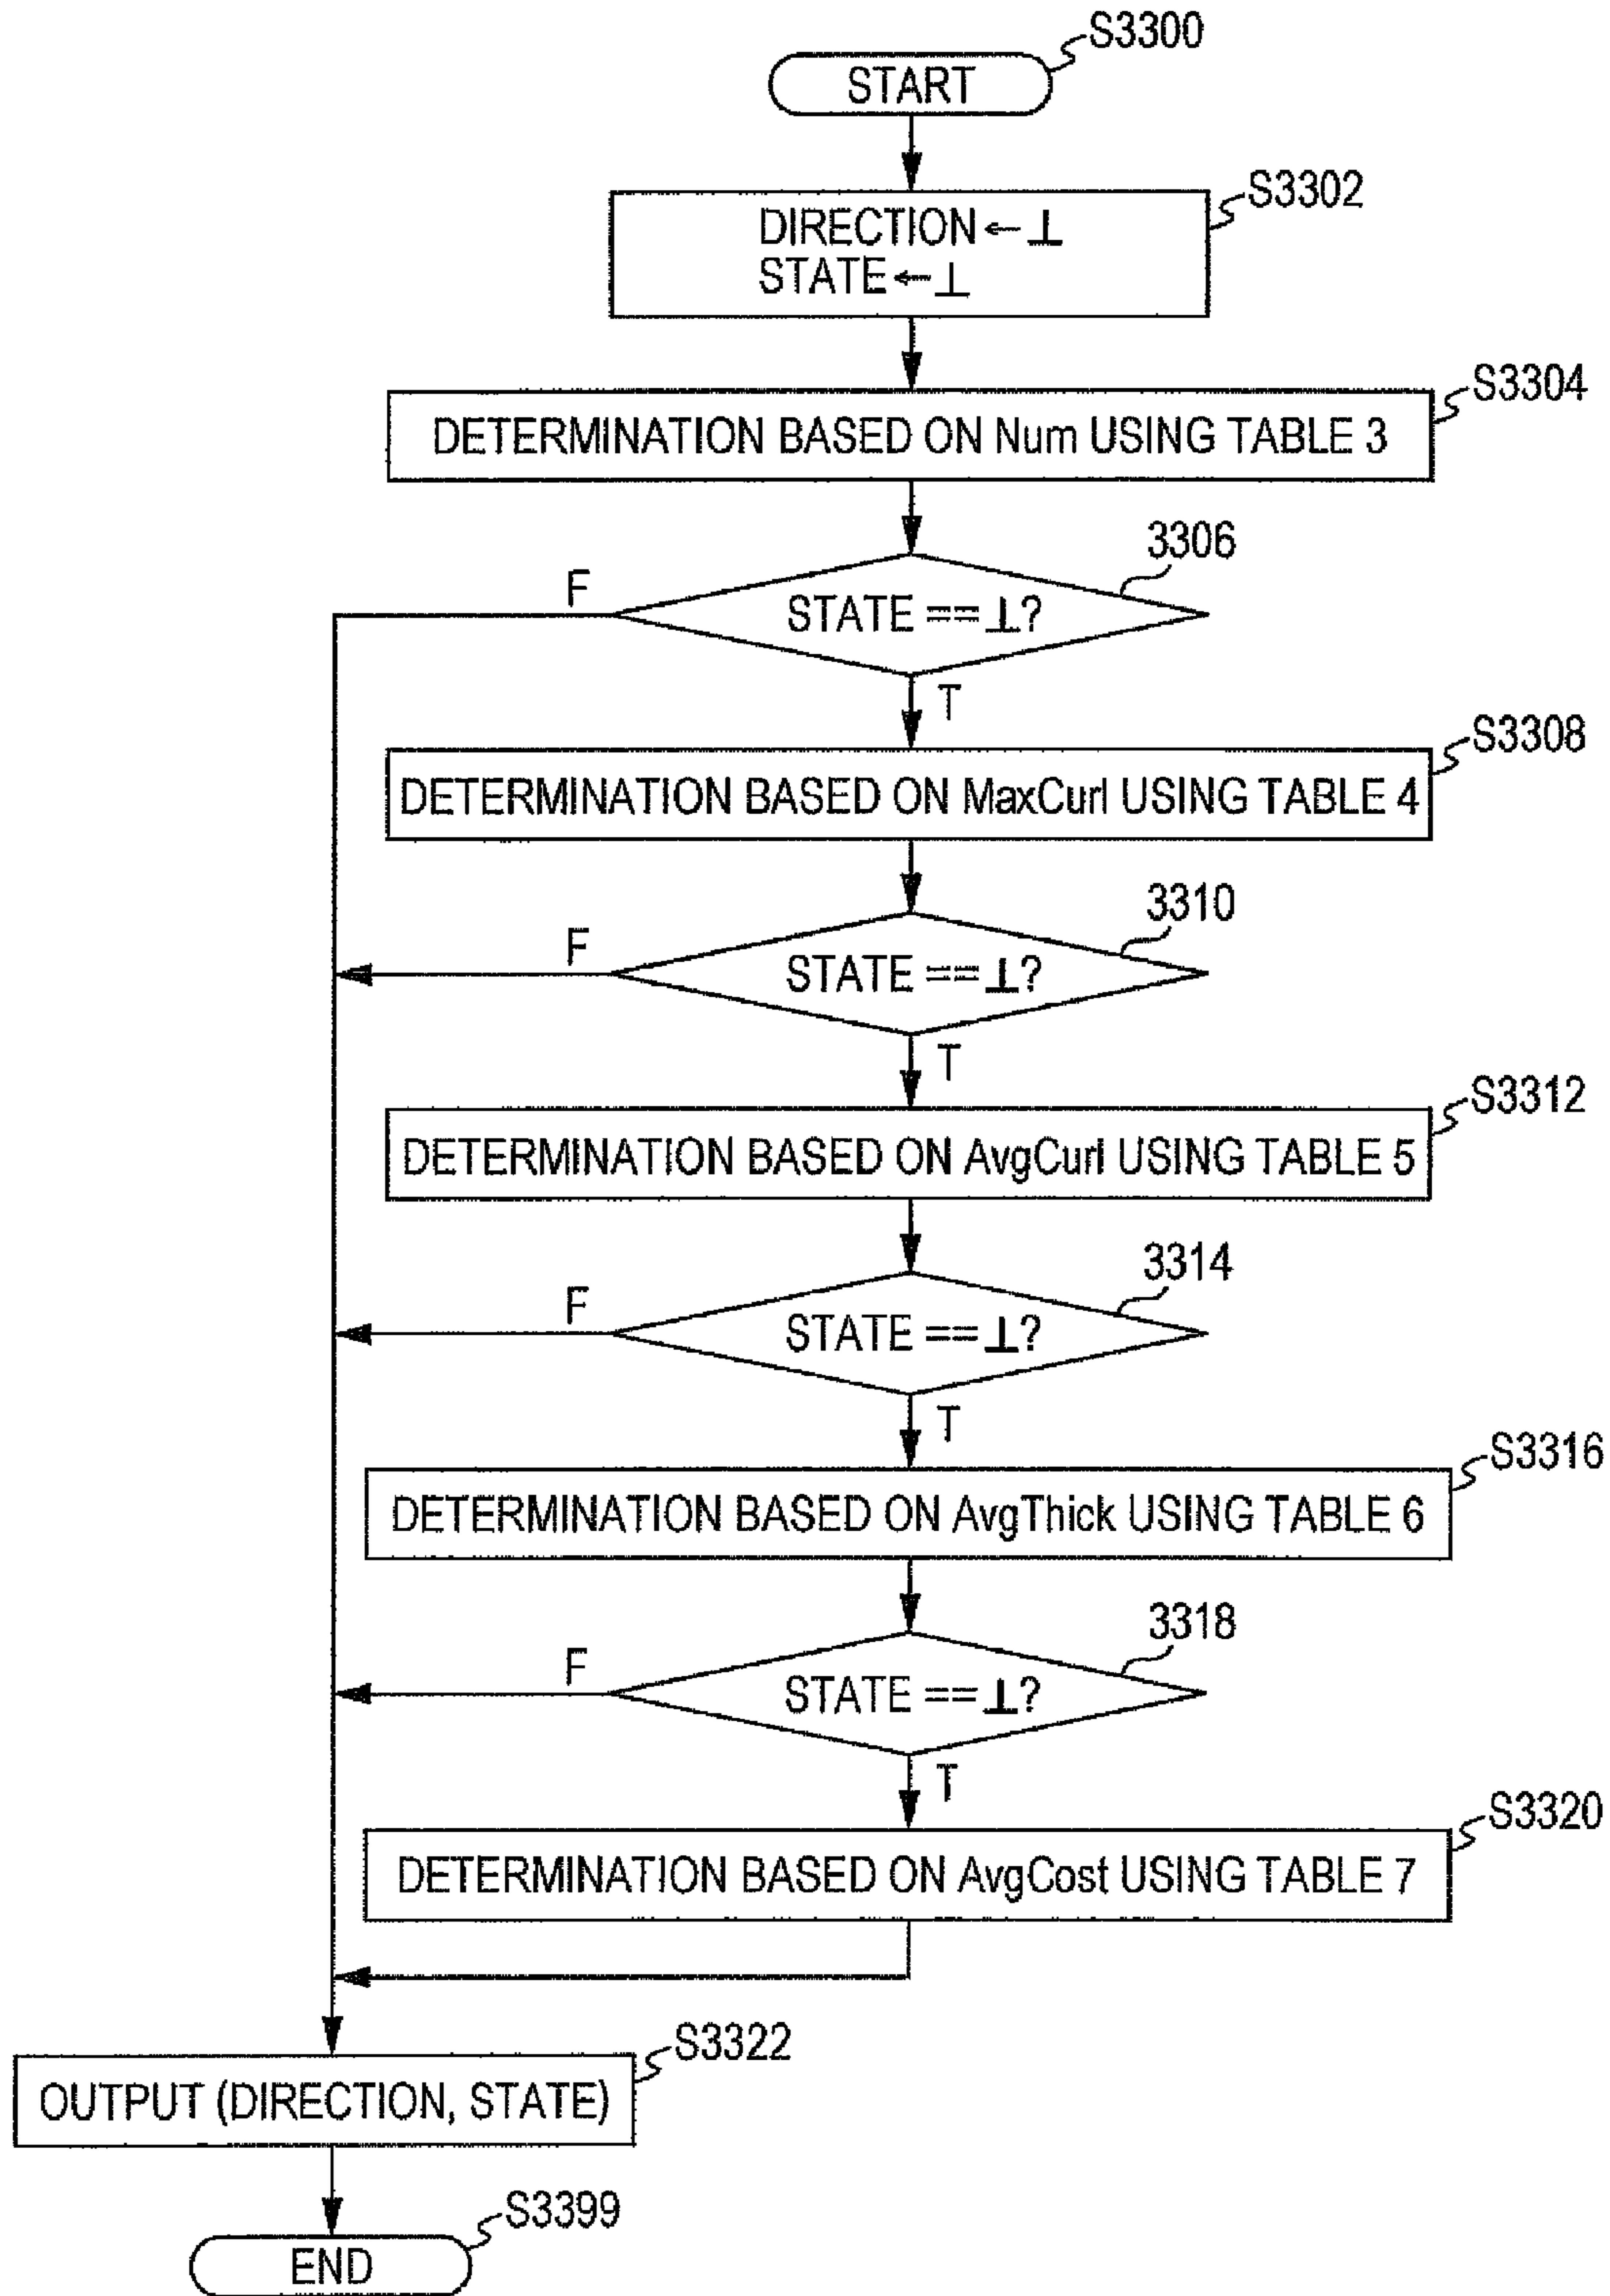 S3300
START
S3302
DIRECTION ← ⊥
STATE ← ⊥
S3304
DETERMINATION BASED ON Num USING TABLE 3
3306
F
STATE == ⊥?
T
S3308
DETERMINATION BASED ON MaxCurl USING TABLE 4
3310
F
STATE == ⊥?
T
S3312
DETERMINATION BASED ON AvgCurl USING TABLE 5
3314
F
STATE == ⊥?
T
S3316
DETERMINATION BASED ON AvgThick USING TABLE 6
3318
F
STATE == ⊥?
T
S3320
DETERMINATION BASED ON AvgCost USING TABLE 7
S3322
OUTPUT (DIRECTION, STATE)
S3399
END